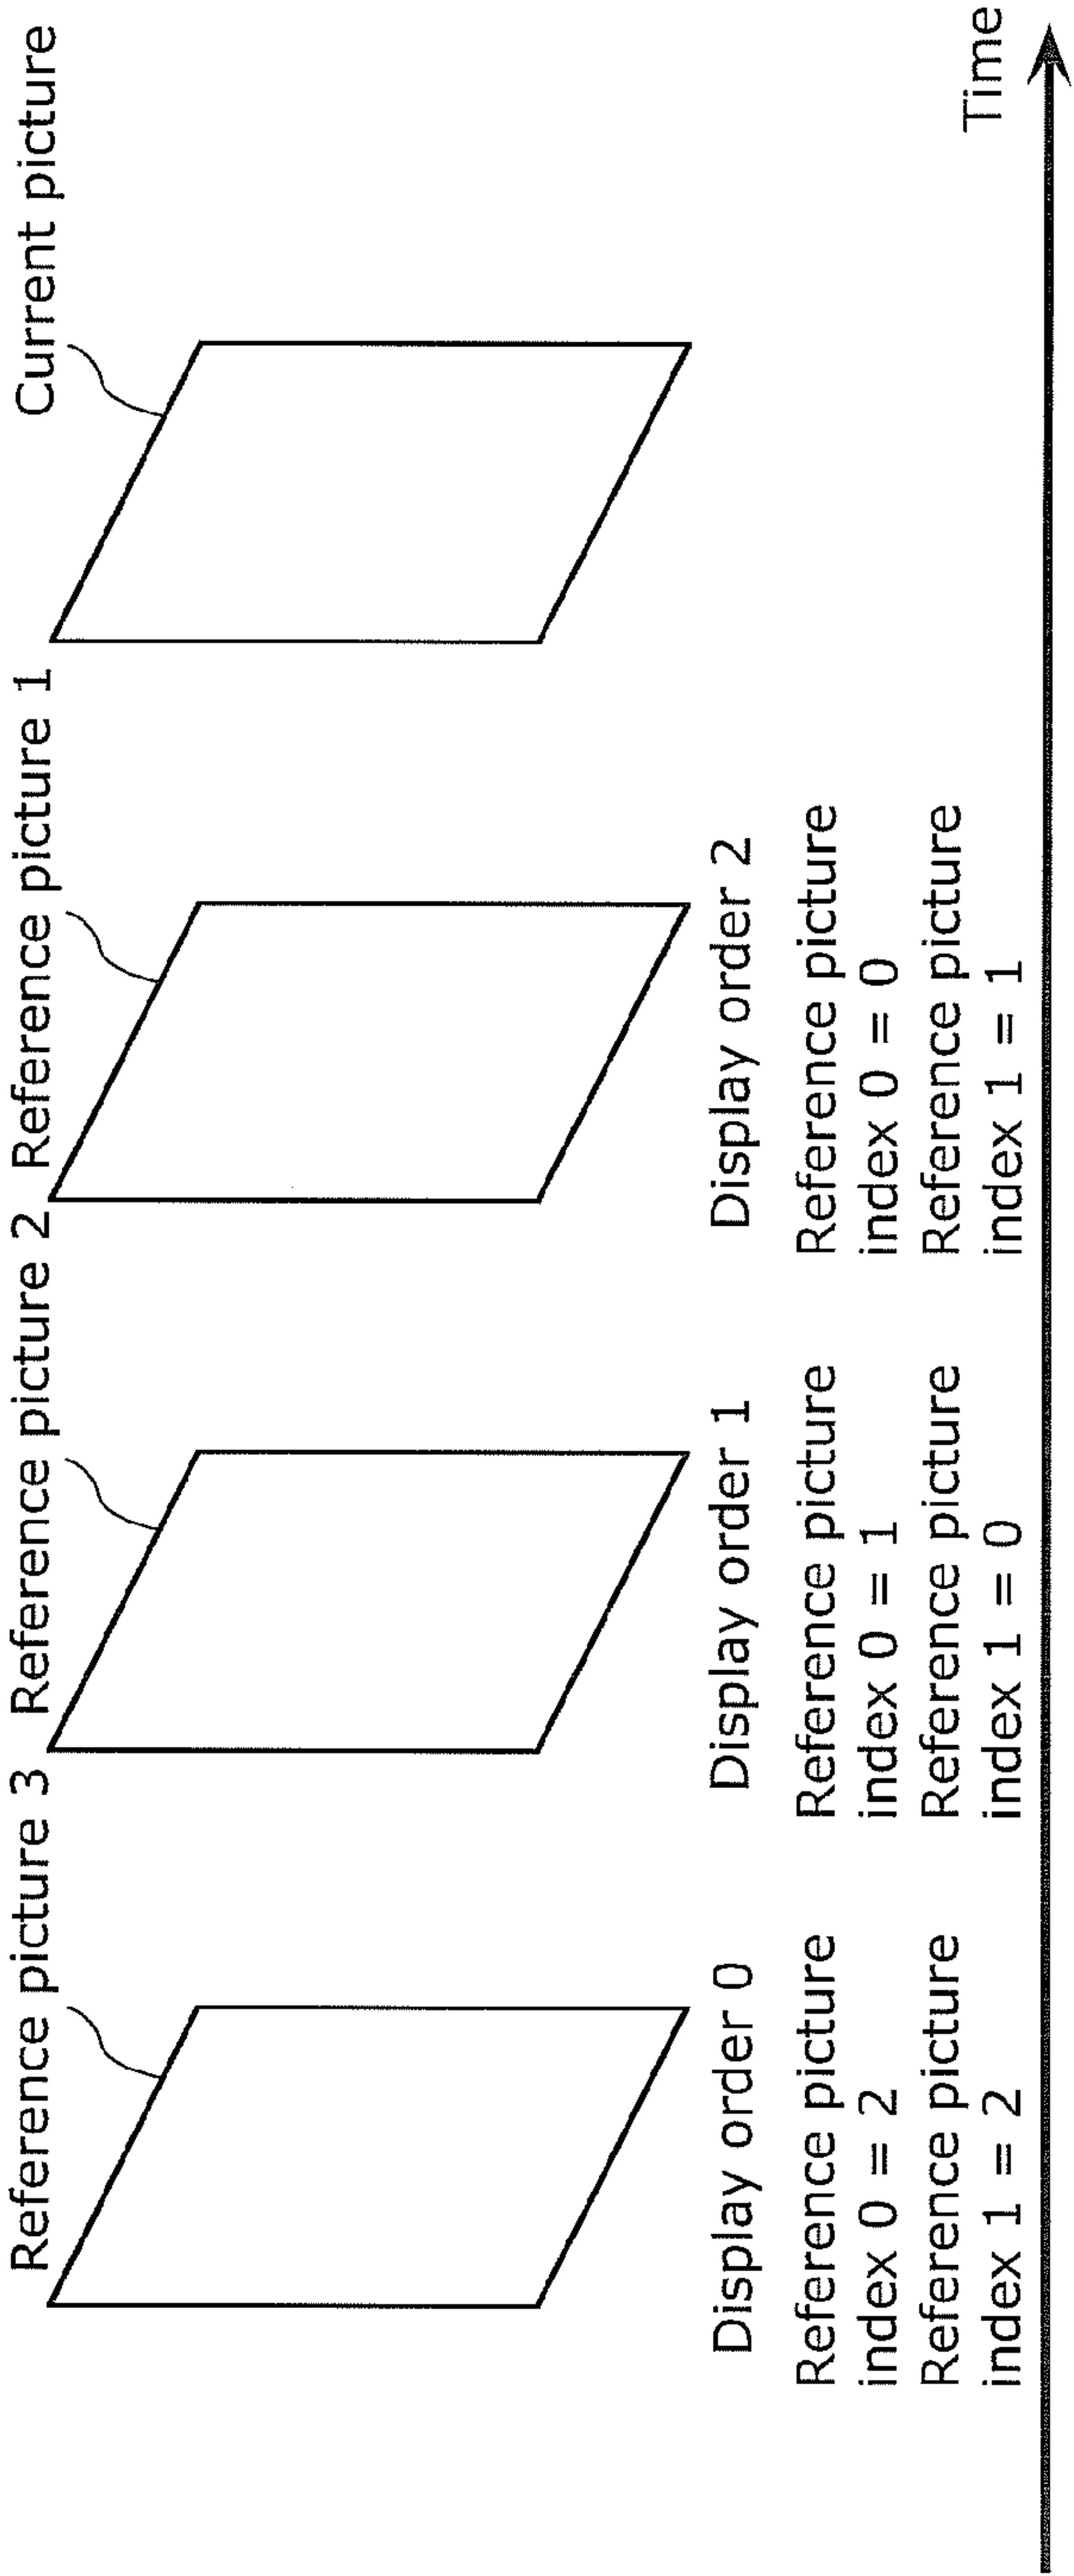 Reference picture 3
Reference picture 2
Reference picture 1
Current picture
Display order 0
Reference picture
index 0 = 2
Reference picture
index 1 = 2
Display order 1
Reference picture
index 0 = 1
Reference picture
index 1 = 0
Display order 2
Reference picture
index 0 = 0
Reference picture
index 1 = 1
Time